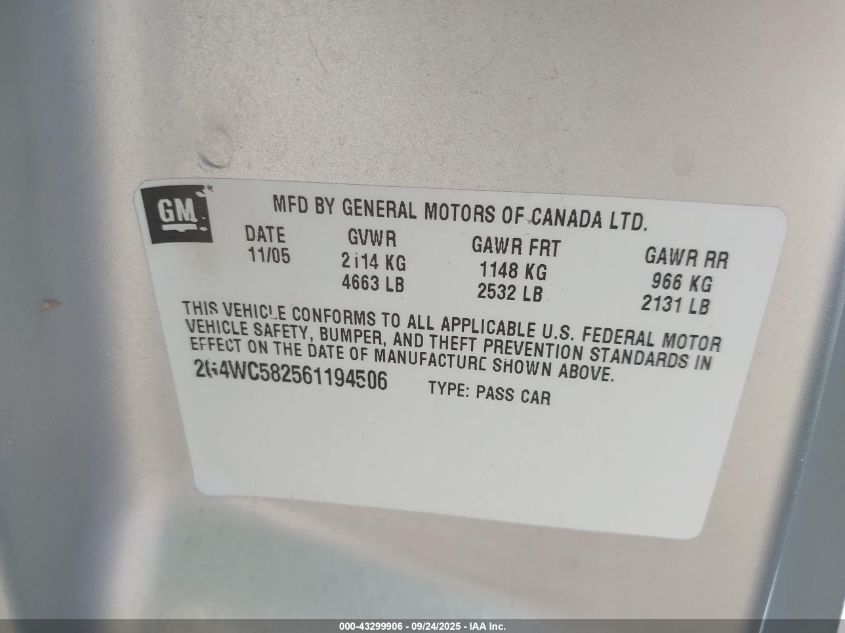 GM
MFD BY GENERAL MOTORS OF CANADA LTD.
DATE GVWR GAWR FRT GAWR RR
11/05 2114 KG 1148 KG 966 KG
4663 LB 2532 LB 2131 LB
THIS VEHICLE CONFORMS TO ALL APPLICABLE U.S. FEDERAL MOTOR
VEHICLE SAFETY, BUMPER, AND THEFT PREVENTION STANDARDS IN
EFFECT ON THE DATE OF MANUFACTURE SHOWN ABOVE.
2G4WC582561194506 TYPE: PASS CAR
000-43299906 - 09/24/2025 - IAA Inc.